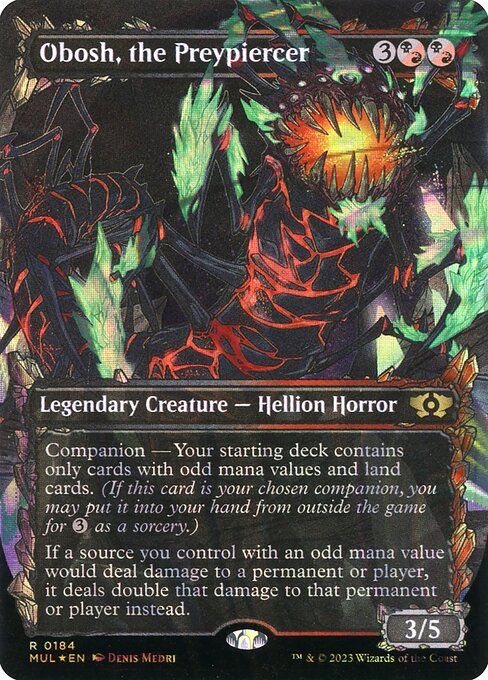 Obosh, the Preypiercer 3
Legendary Creature — Hellion Horror
Companion — Your starting deck contains
only cards with odd mana values and land
cards. (If this card is your chosen companion, you
may put it into your hand from outside the game
for 3 as a sorcery.)
If a source you control with an odd mana value
would deal damage to a permanent or player,
it deals double that damage to that permanent
or player instead.
3/5
R 0184
MUL★EN Denis Medri
™ & © 2023 Wizards of the Coast